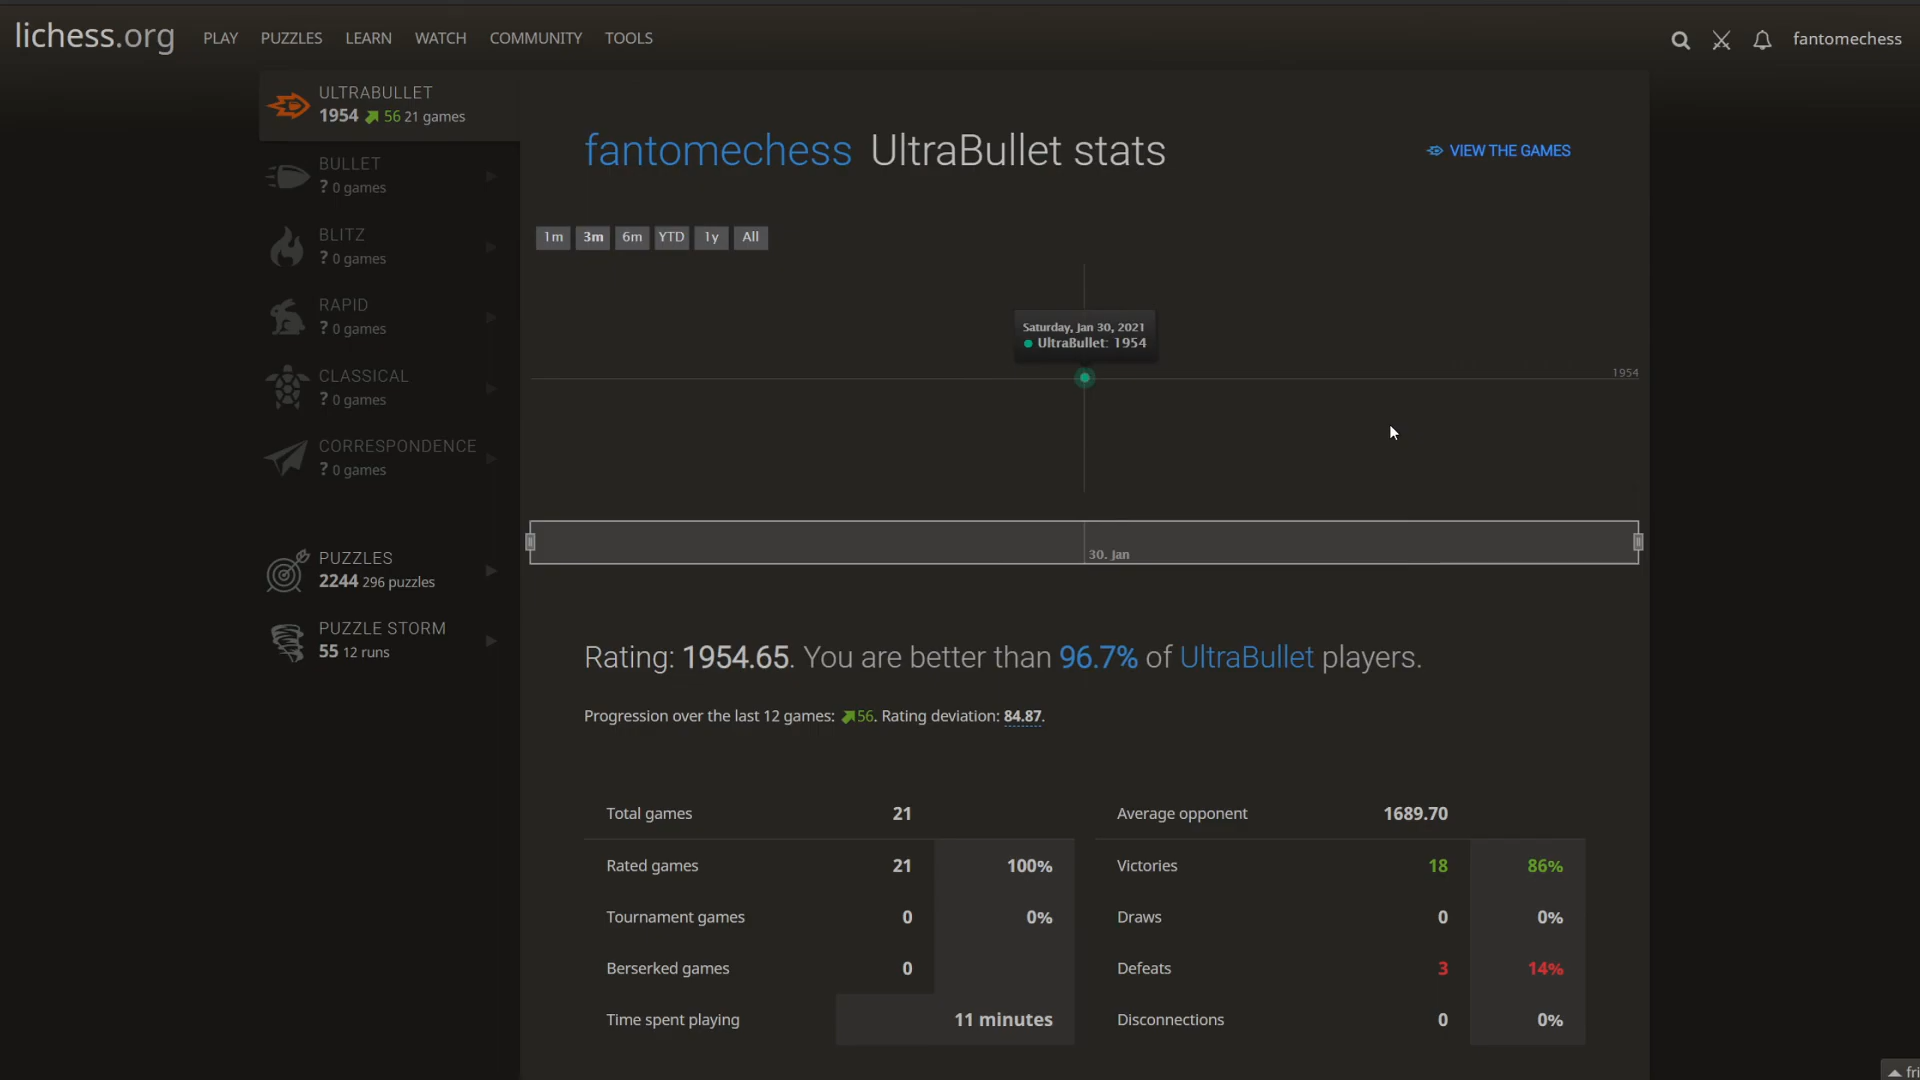 lichess.org PLAY PUZZLES LEARN WATCH COMMUNITY TOOLS fantomechess
ULTRABULLET
1954 56 21 games
BULLET
? 0 games
BLITZ
? 0 games
RAPID
? 0 games
CLASSICAL
? 0 games
CORRESPONDENCE
? 0 games
PUZZLES
2244 296 puzzles
PUZZLE STORM
55 12 runs
fantomechess UltraBullet stats
VIEW THE GAMES
1m 3m 6m YTD 1y All
Saturday, Jan 30, 2021
UltraBullet: 1954
1954
30. Jan
Rating: 1954.65. You are better than 96.7% of UltraBullet players.
Progression over the last 12 games: 56. Rating deviation: 84.87.
Total games 21
Rated games 21 100%
Tournament games 0 0%
Berserked games 0
Time spent playing 11 minutes
Average opponent 1689.70
Victories 18 86%
Draws 0 0%
Defeats 3 14%
Disconnections 0 0%